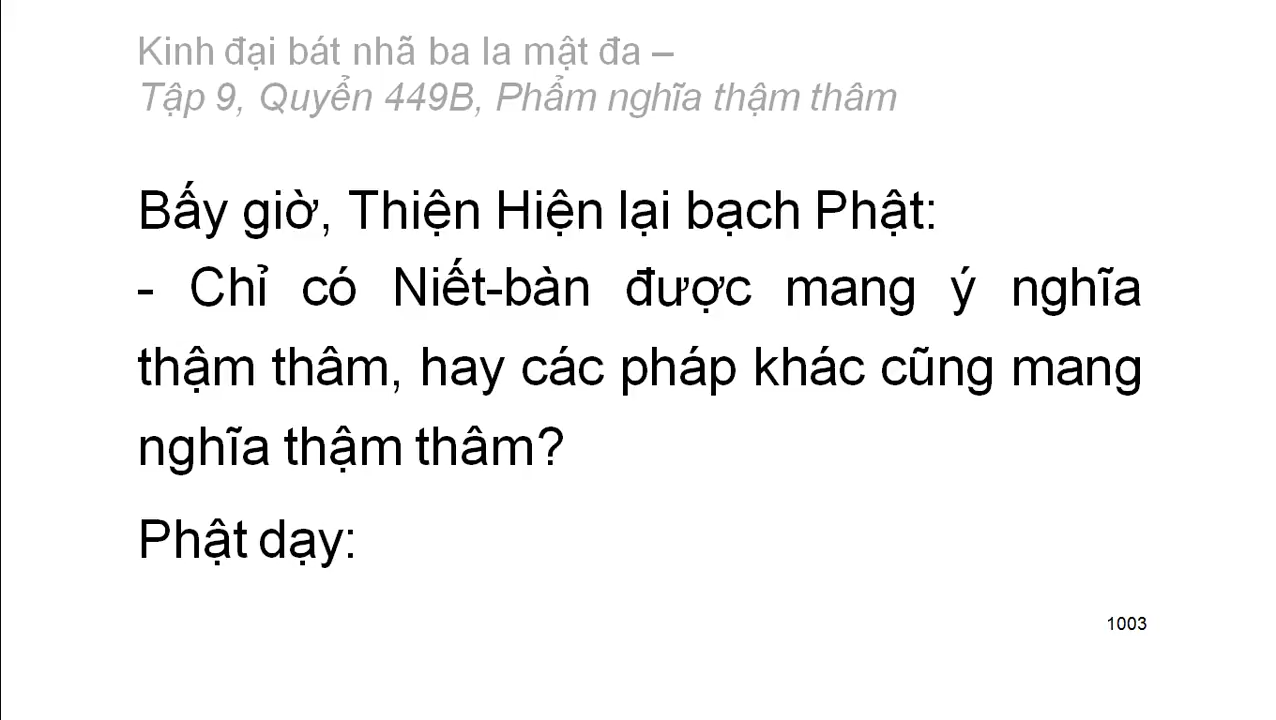 Kinh đại bát nhã ba la mật đa –
Tập 9, Quyển 449B, Phẩm nghĩa thậm thâm
Bấy giờ, Thiện Hiện lại bạch Phật:
- Chỉ có Niết-bàn được mang ý nghĩa
thậm thâm, hay các pháp khác cũng mang
nghĩa thậm thâm?
Phật dạy:
1003